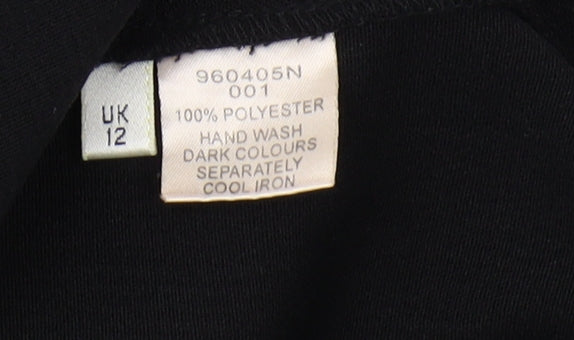 UK
12
960405N
001
100% POLYESTER
HAND WASH
DARK COLOURS
SEPARATELY
COOL IRON